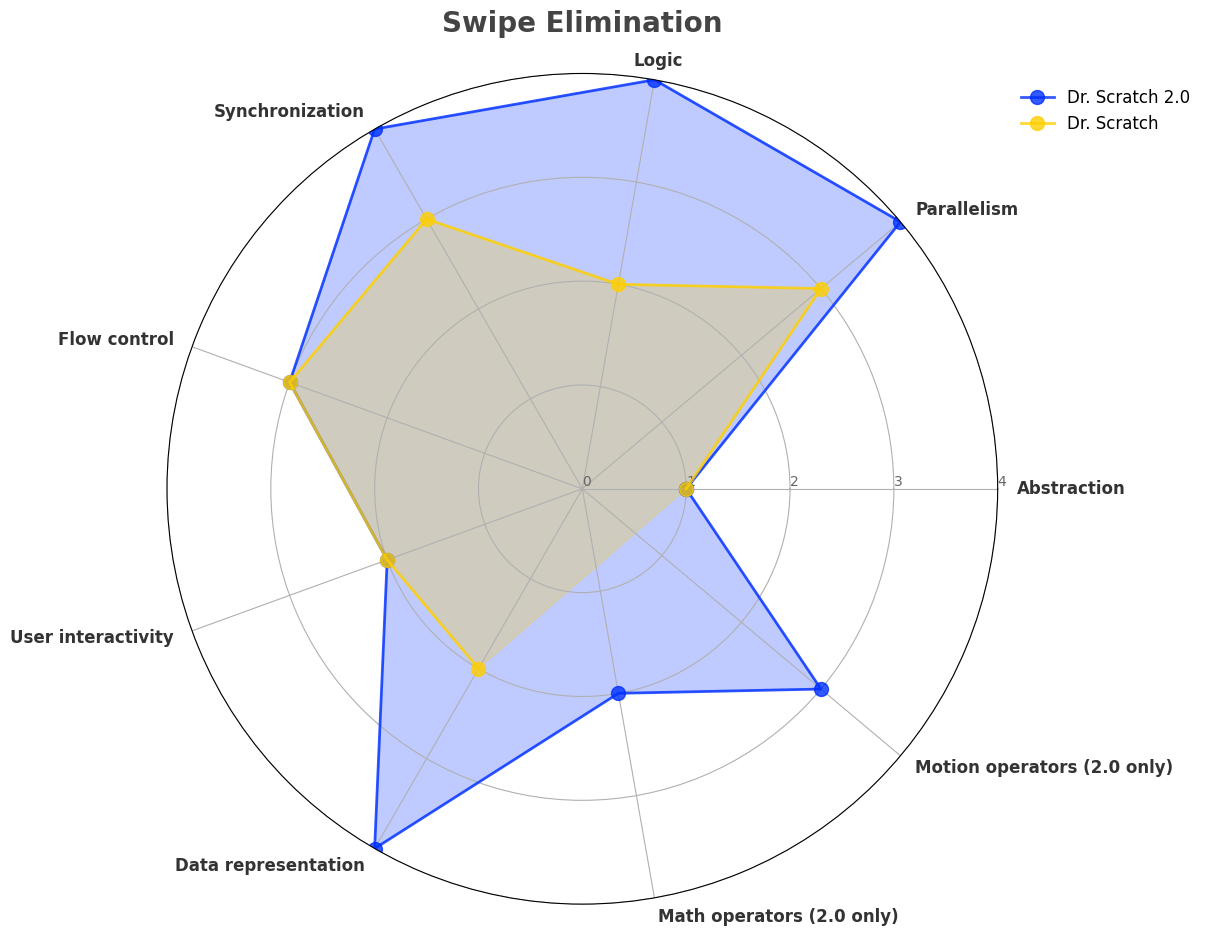 Swipe Elimination
Logic
Dr. Scratch 2.0
Dr. Scratch
Synchronization
Parallelism
Flow control
0
1
2
3
4
Abstraction
User interactivity
Motion operators (2.0 only)
Data representation
Math operators (2.0 only)